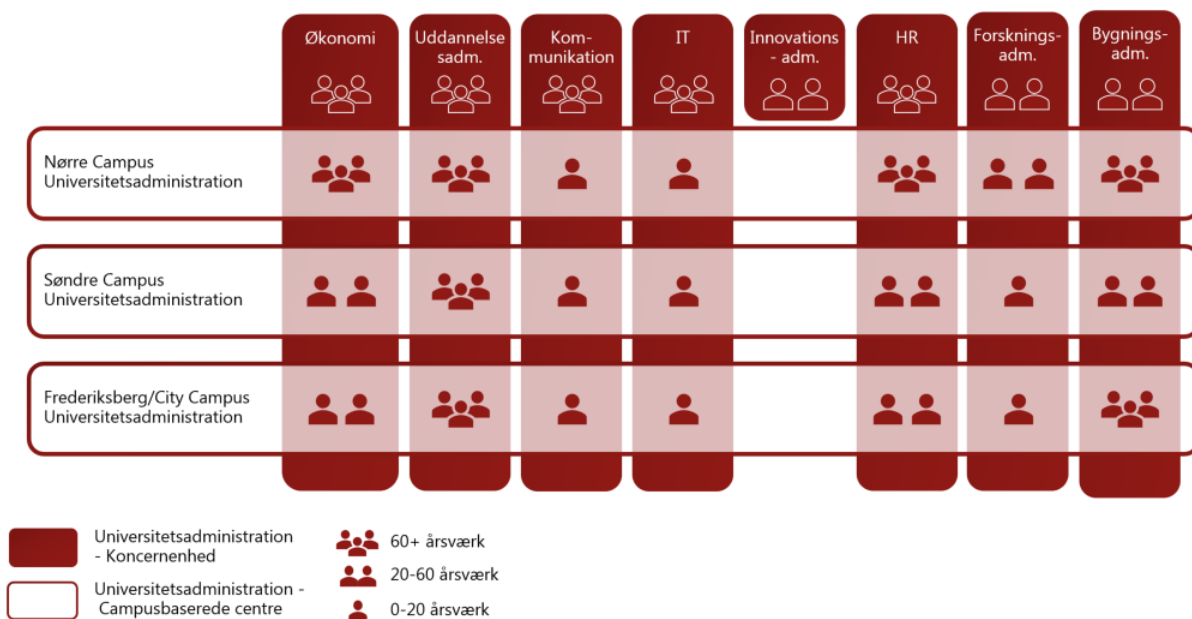 Økonomi
Uddannelse
sadm.
Kom-
munikation
IT
Innovations
- adm.
HR
Forsknings-
adm.
Bygnings-
adm.
Nørre Campus
Universitetsadministration
Søndre Campus
Universitetsadministration
Frederiksberg/City Campus
Universitetsadministration
Universitetsadministration
- Koncernenhed
Universitetsadministration -
Campusbaserede centre
60+ årsværk
20-60 årsværk
0-20 årsværk